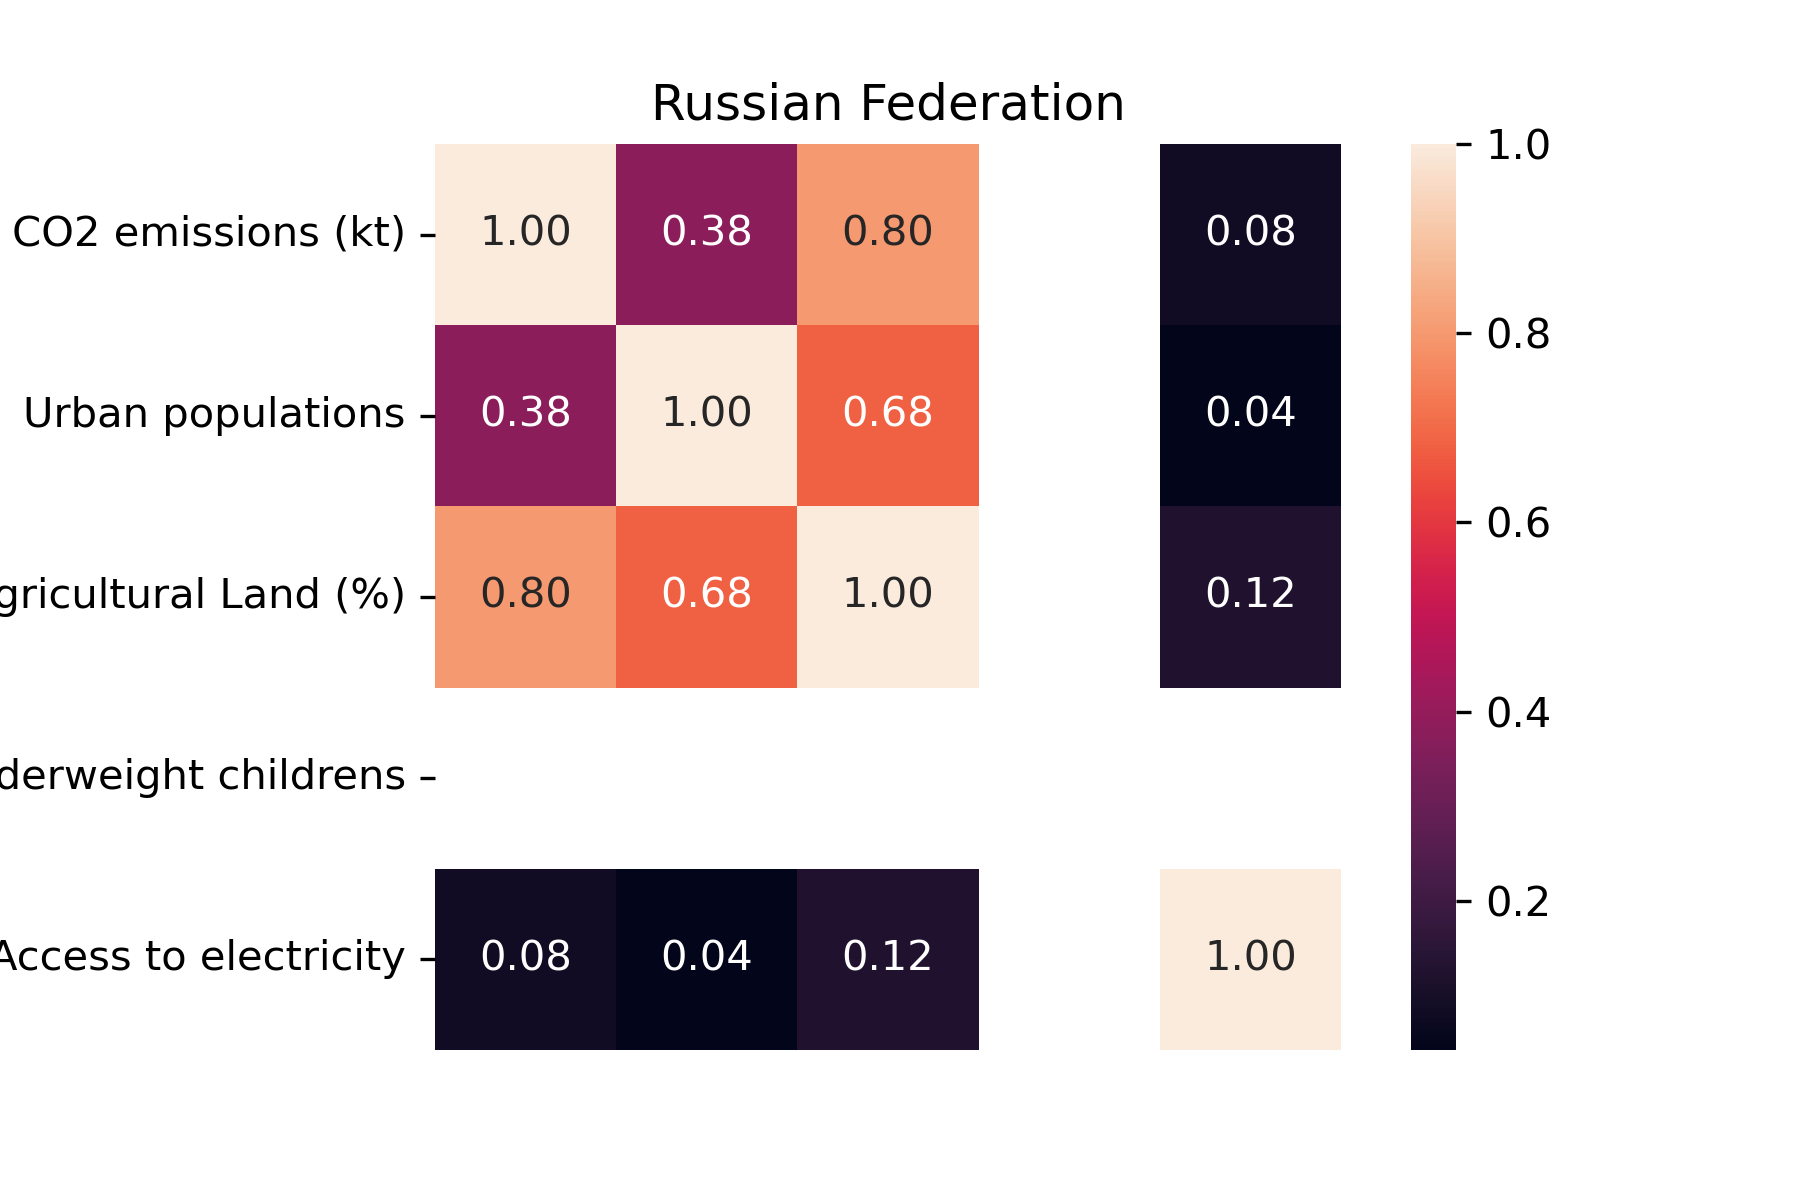 Russian Federation
CO2 emissions (kt) 1.00 0.38 0.80 0.08
Urban populations 0.38 1.00 0.68 0.04
gricultural Land (%) 0.80 0.68 1.00 0.12
derweight childrens
Access to electricity 0.08 0.04 0.12 1.00
1.0
0.8
0.6
0.4
0.2